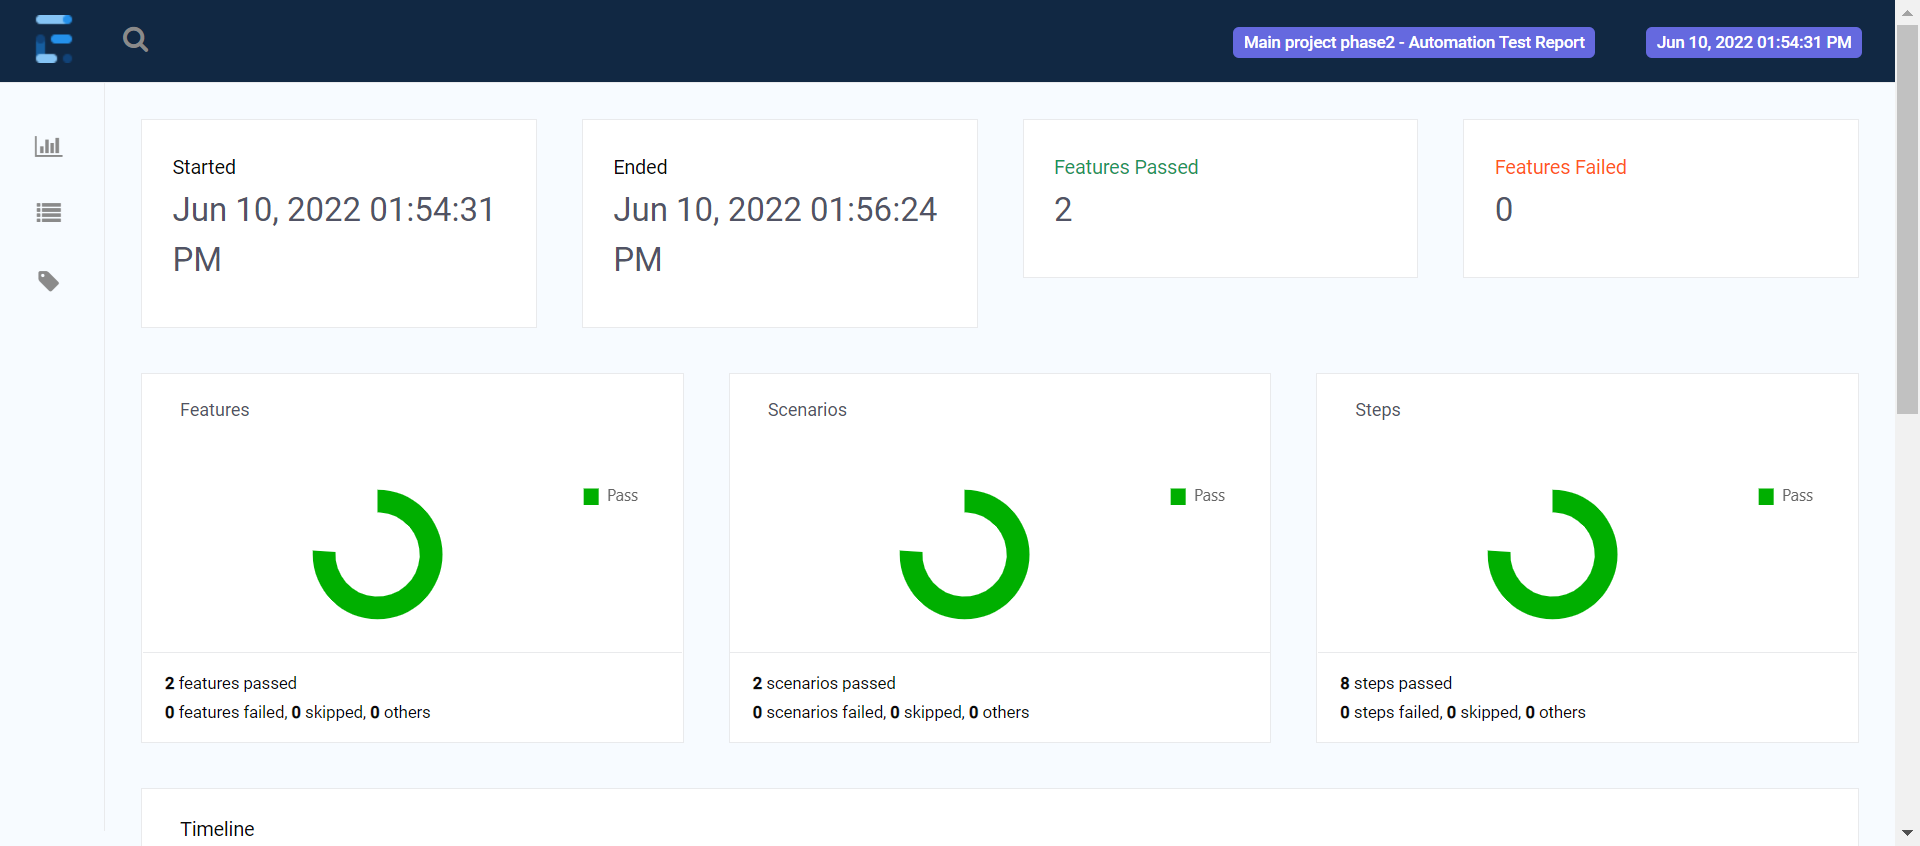 Main project phase2 - Automation Test Report
Jun 10, 2022 01:54:31 PM
Started
Jun 10, 2022 01:54:31
PM
Ended
Jun 10, 2022 01:56:24
PM
Features Passed
2
Features Failed
0
Features
Pass
2 features passed
0 features failed, 0 skipped, 0 others
Scenarios
Pass
2 scenarios passed
0 scenarios failed, 0 skipped, 0 others
Steps
Pass
8 steps passed
0 steps failed, 0 skipped, 0 others
Timeline